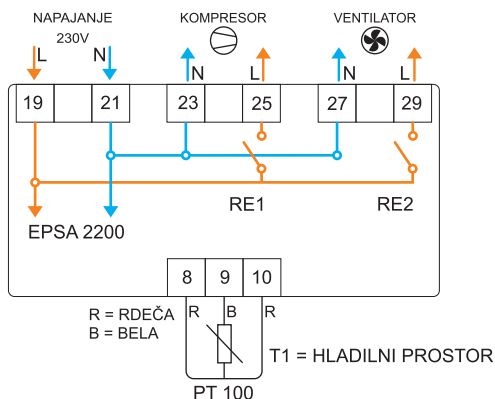 NAPAJANJE
230V
KOMPRESOR
VENTILATOR
L
N
N
L
N
L
19
21
23
25
27
29
RE1
RE2
EPSA 2200
8
9
10
R
B
R
R = RDEČA
B = BELA
T1 = HLADILNI PROSTOR
PT 100